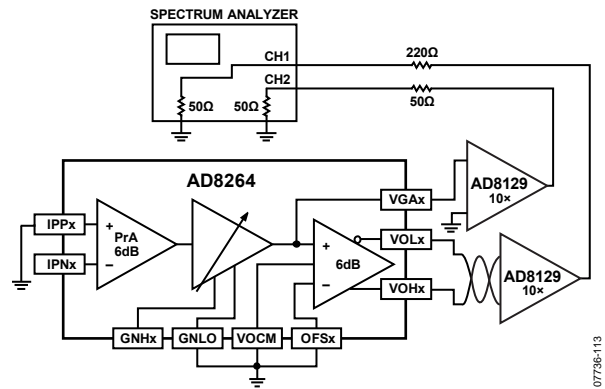 SPECTRUM ANALYZER
CH1
220Ω
CH2
50Ω
50Ω
50Ω
AD8264
VGAx
AD8129
10×
IPPx
+
PrA
6dB
IPNx
–
+
6dB
–
VOLx
VOHx
AD8129
10×
GNHx
GNLO
VOCM
OFSx
07736-113